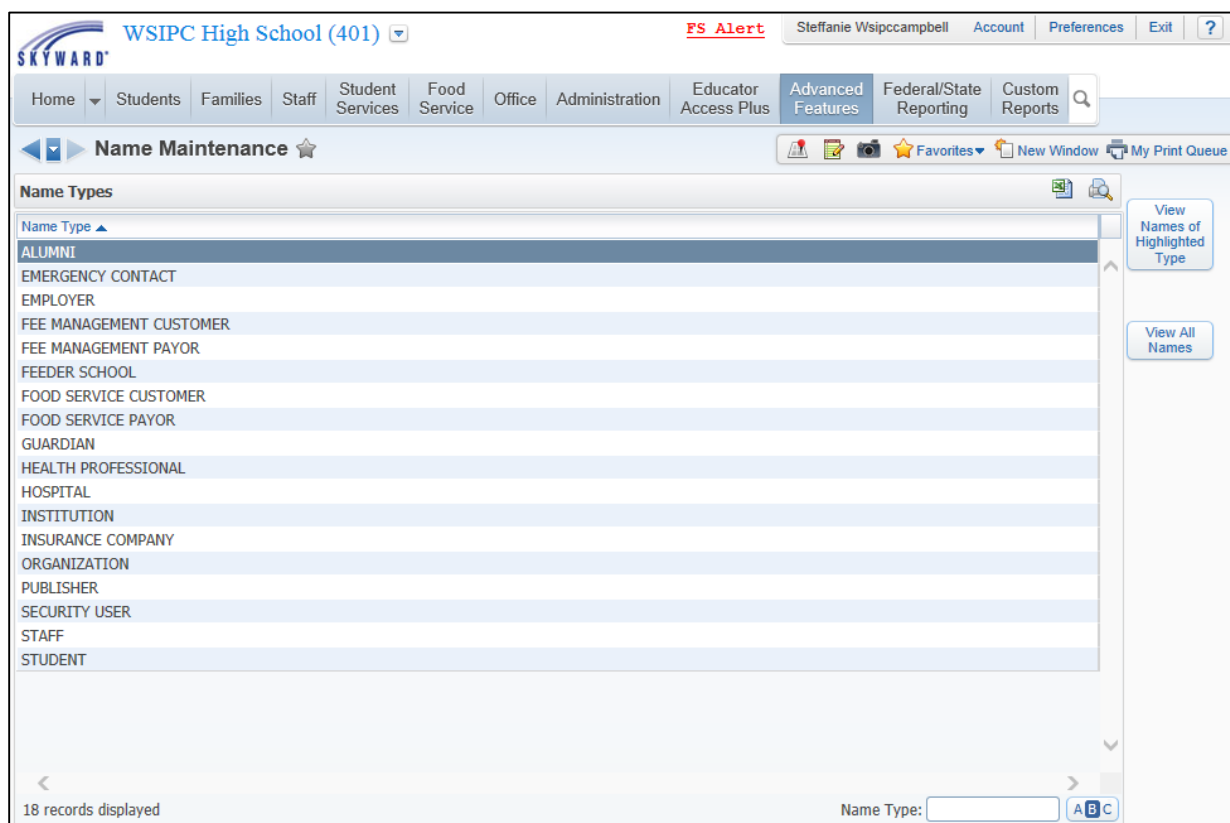 WSIPC High School (401)
FS Alert
Steffanie Wsipccampbell Account Preferences Exit ?
SKYWARD®
Home Students Families Staff Student Services Food Service Office Administration Educator Access Plus Advanced Features Federal/State Reporting Custom Reports
Name Maintenance
Favorites New Window My Print Queue
Name Types
Name Type
ALUMNI
EMERGENCY CONTACT
EMPLOYER
FEE MANAGEMENT CUSTOMER
FEE MANAGEMENT PAYOR
FEEDER SCHOOL
FOOD SERVICE CUSTOMER
FOOD SERVICE PAYOR
GUARDIAN
HEALTH PROFESSIONAL
HOSPITAL
INSTITUTION
INSURANCE COMPANY
ORGANIZATION
PUBLISHER
SECURITY USER
STAFF
STUDENT
View
Names of
Highlighted
Type
View All
Names
18 records displayed
Name Type: A B C